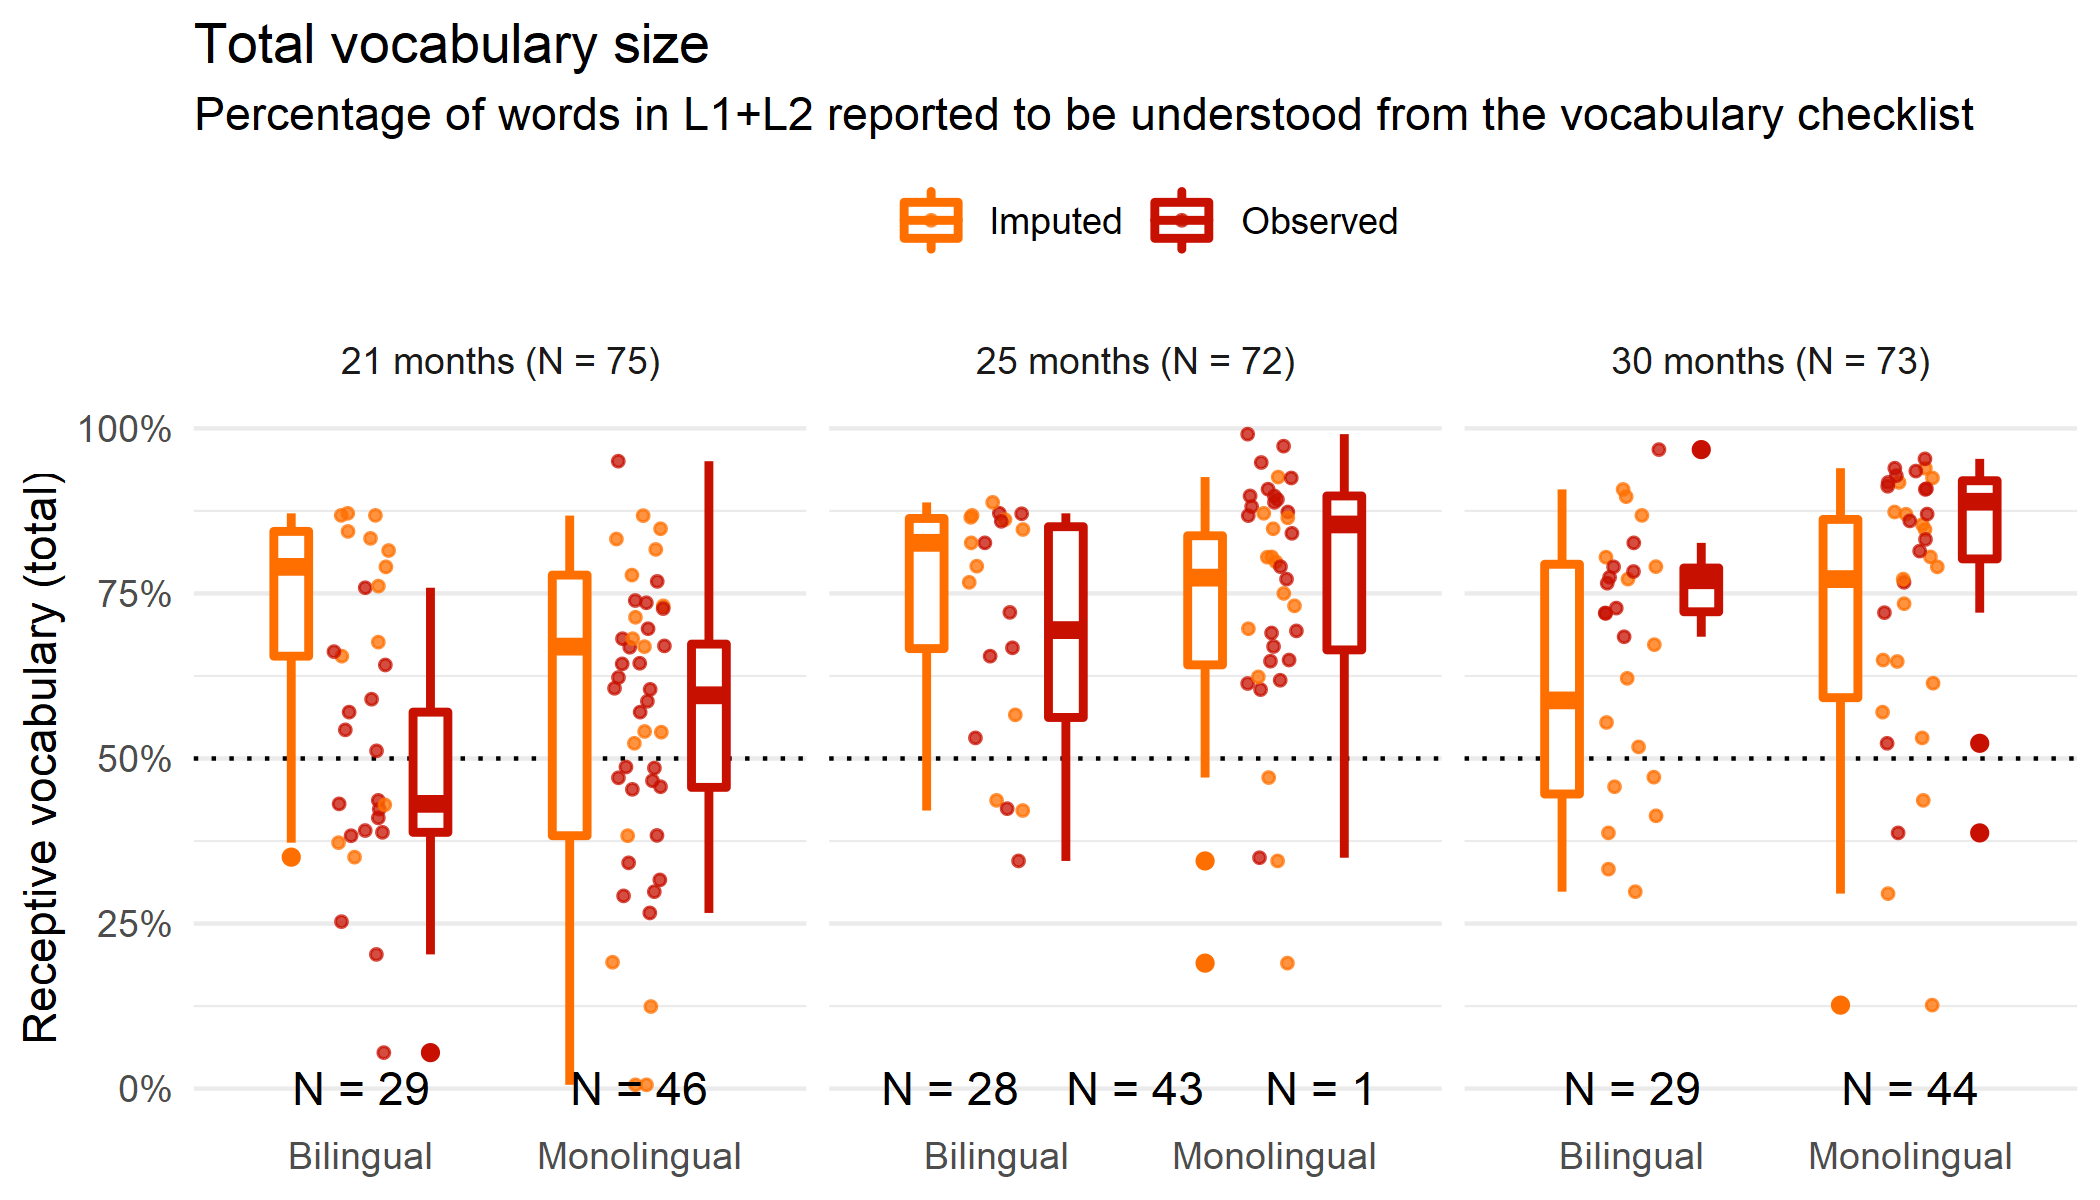 Total vocabulary size
Percentage of words in L1+L2 reported to be understood from the vocabulary checklist
Imputed Observed
21 months (N = 75) 25 months (N = 72) 30 months (N = 73)
Receptive vocabulary (total)
100%
75%
50%
25%
0%
N = 29 N = 46 N = 28 N = 43 N = 1 N = 29 N = 44
Bilingual Monolingual Bilingual Monolingual Bilingual Monolingual